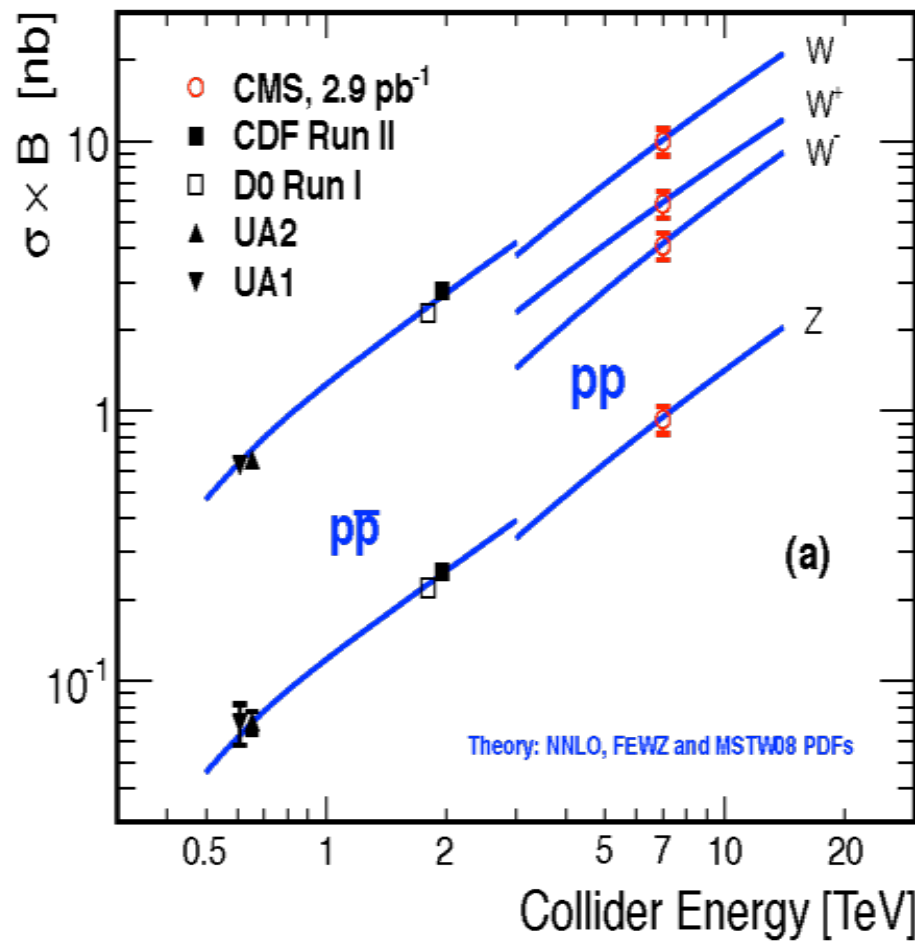 σ × B [nb]
CMS, 2.9 pb⁻¹
CDF Run II
D0 Run I
UA2
UA1
W
W⁺
W⁻
Z
pp
pp̅
(a)
Theory: NNLO, FEWZ and MSTW08 PDFs
10
1
10⁻¹
0.5 1 2 5 7 10 20
Collider Energy [TeV]